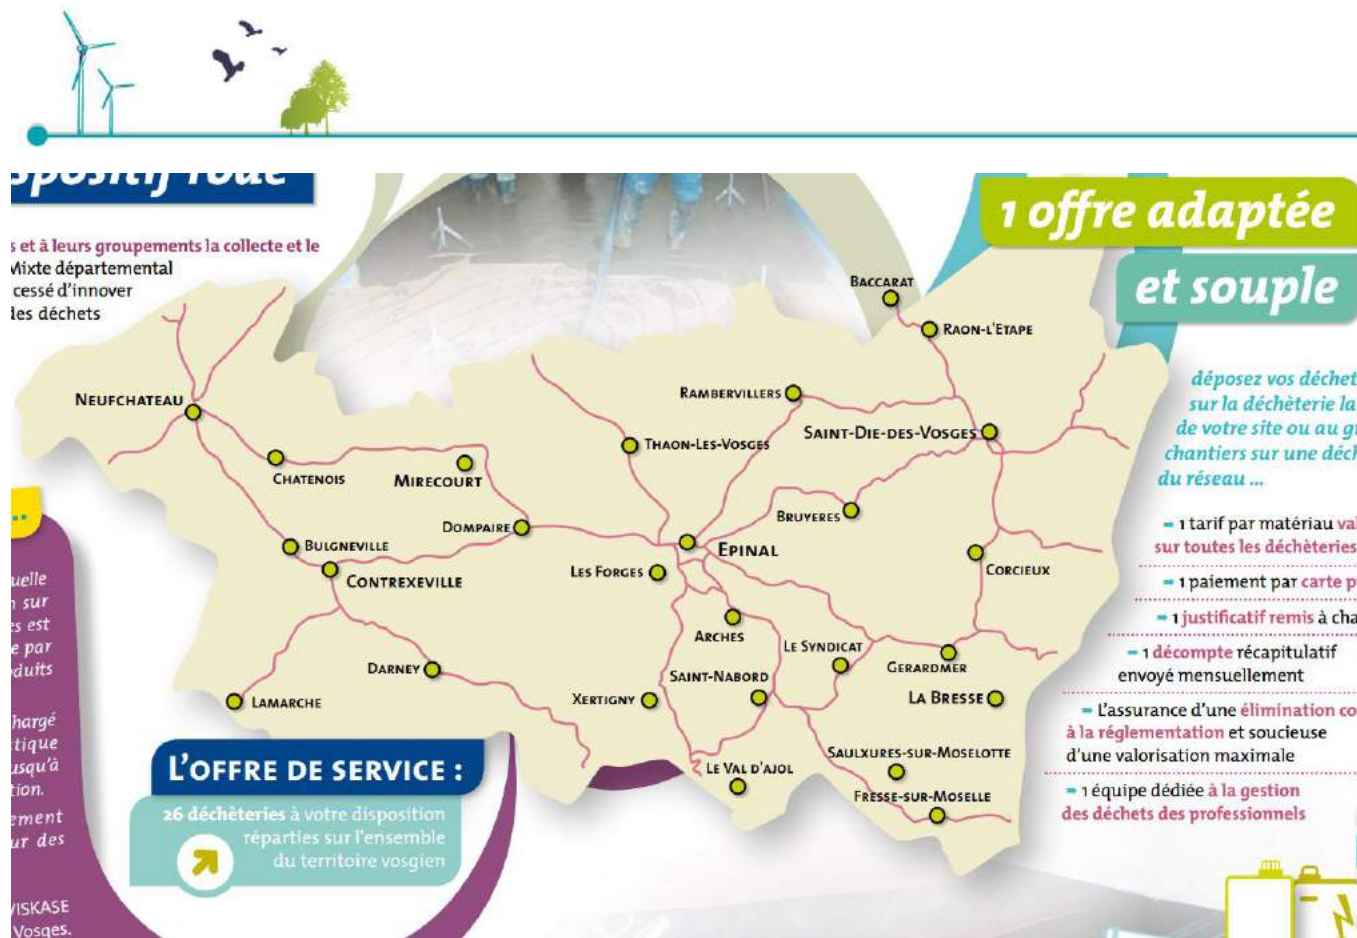 spositif rodé
1 offre adaptée
et souple
s et à leurs groupements la collecte et le
Mixte départemental
cessé d'innover
des déchets
BACCARAT
RAON-L'ETAPE
NEUFCHATEAU
RAMBERVILLERS
THAON-LES-VOSGES
SAINT-DIE-DES-VOSGES
CHATENOIS
MIRECOURT
DOMPAIRE
BRUYERES
BULGNEVILLE
EPINAL
CONTREXEVILLE
LES FORGES
CORCIEUX
ARCHES
LE SYNDICAT
DARNEY
SAINT-NABORD
GERARDMER
LAMARCHE
XERTIGNY
LA BRESSE
SAULXURES-SUR-MOSELOTTE
LE VAL D'AJOL
FRESSE-SUR-MOSELLE
déposez vos déchet
sur la déchèterie la
de votre site ou au g
chantiers sur une déch
du réseau ...
1 tarif par matériau val
sur toutes les déchèteries
1 paiement par carte p
1 justificatif remis à cha
1 décompte récapitulatif
envoyé mensuellement
L'assurance d'une élimination co
à la réglementation et soucieuse
d'une valorisation maximale
1 équipe dédiée à la gestion
des déchets des professionnels
...
uelle
n sur
es est
e par
oduits
hargé
tique
usqu'à
tion.
ement
ur des
VISKASE
Vosges.
L'OFFRE DE SERVICE :
26 déchèteries à votre disposition
réparties sur l'ensemble
du territoire vosgien